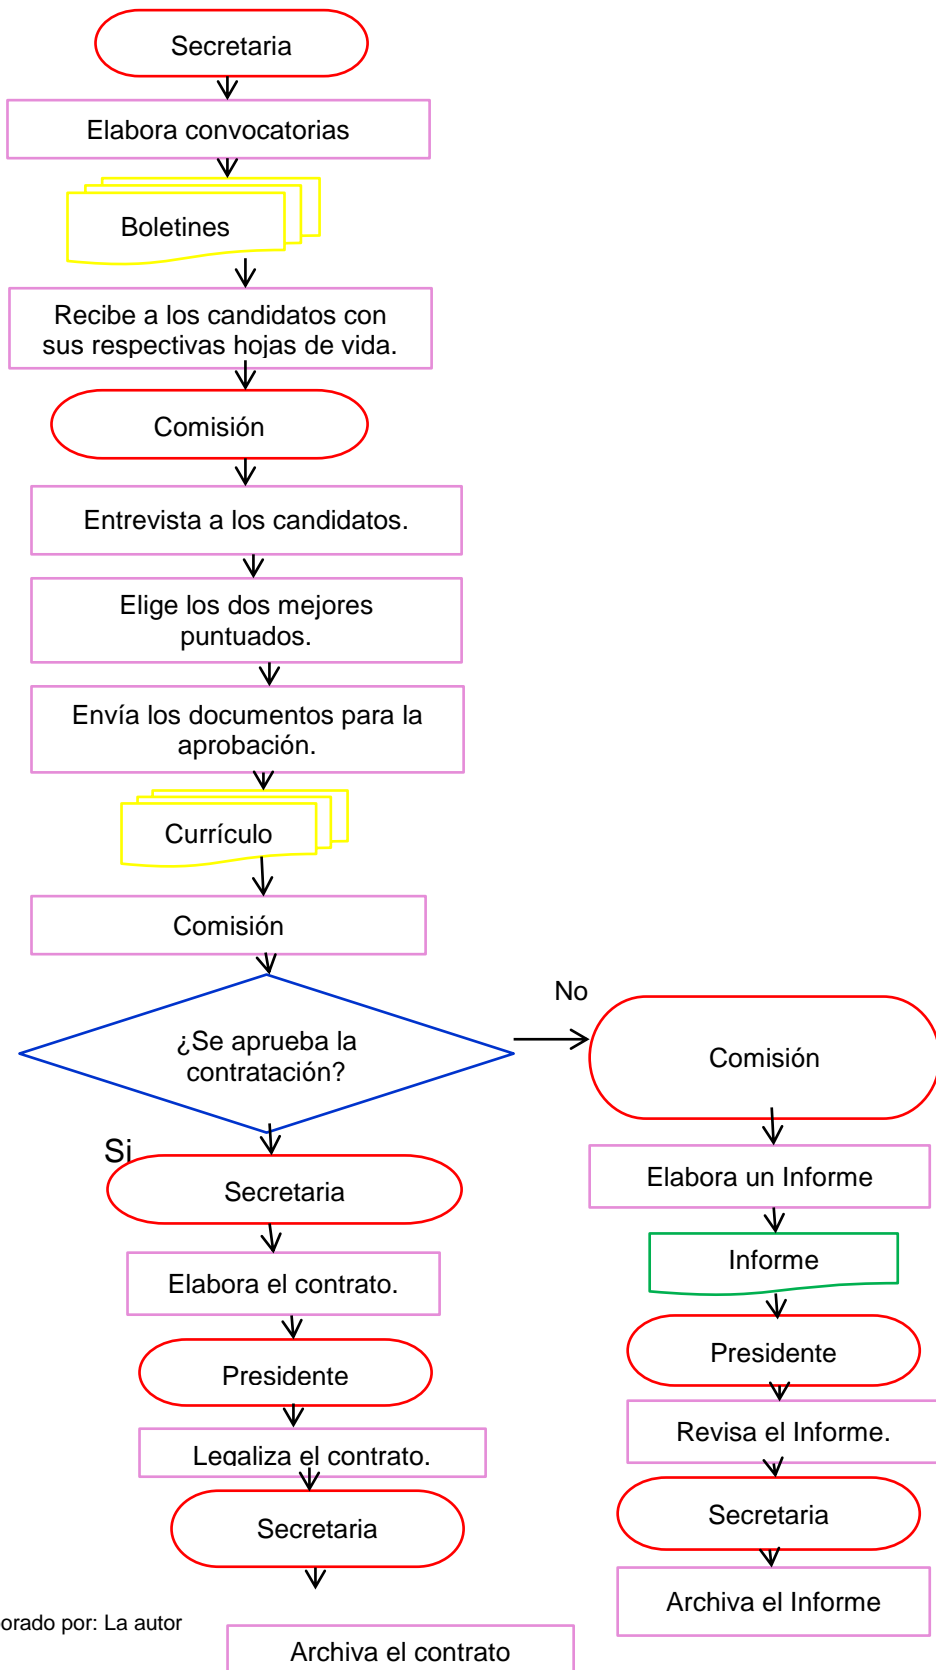 Secretaria
Elabora convocatorias
Boletines
Recibe a los candidatos con
sus respectivas hojas de vida.
Comisión
Entrevista a los candidatos.
Elige los dos mejores
puntuados.
Envía los documentos para la
aprobación.
Currículo
Comisión
¿Se aprueba la
contratación?
No
Comisión
Si
Secretaria
Elabora el contrato.
Presidente
Legaliza el contrato.
Secretaria
Archiva el contrato
Elabora un Informe
Informe
Presidente
Revisa el Informe.
Secretaria
Archiva el Informe
orado por: La autor